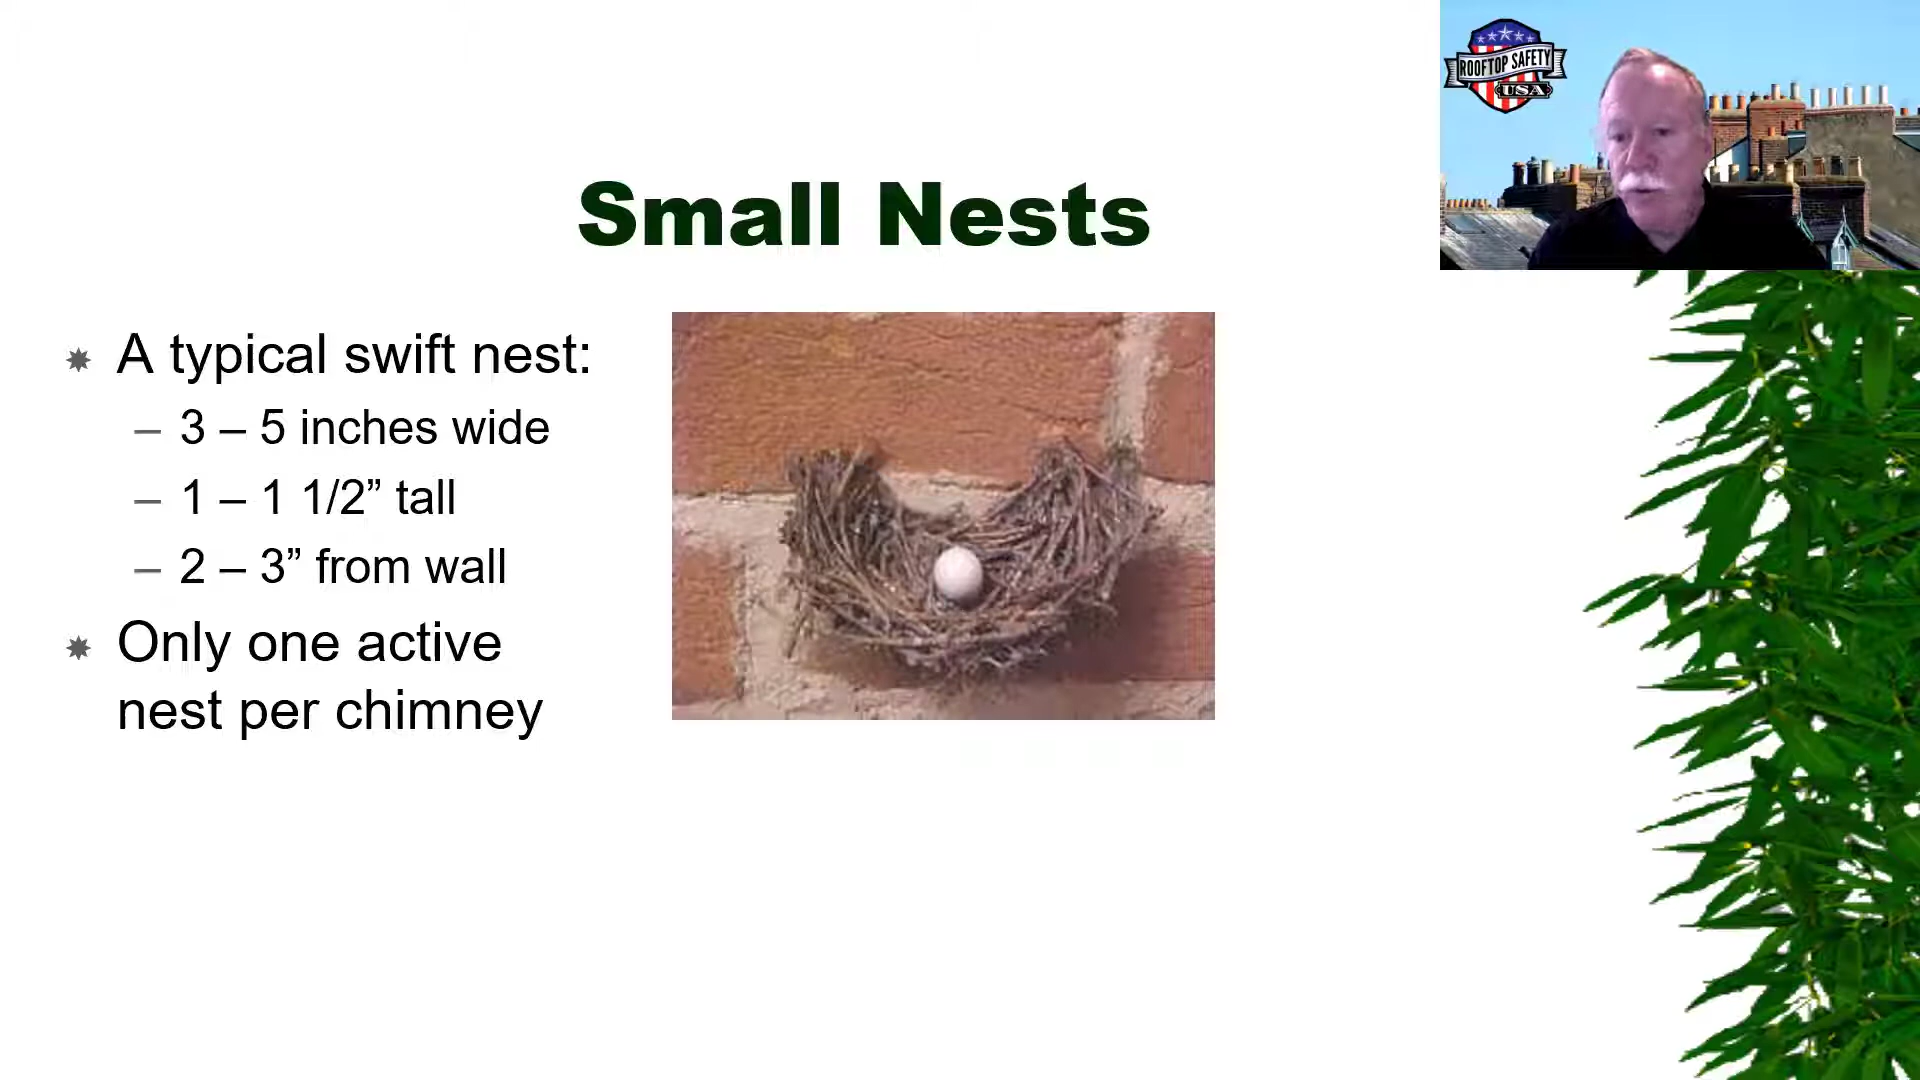 ROOFTOP SAFETY
USA
Small Nests
A typical swift nest:
– 3 – 5 inches wide
– 1 – 1 1/2” tall
– 2 – 3” from wall
Only one active
nest per chimney